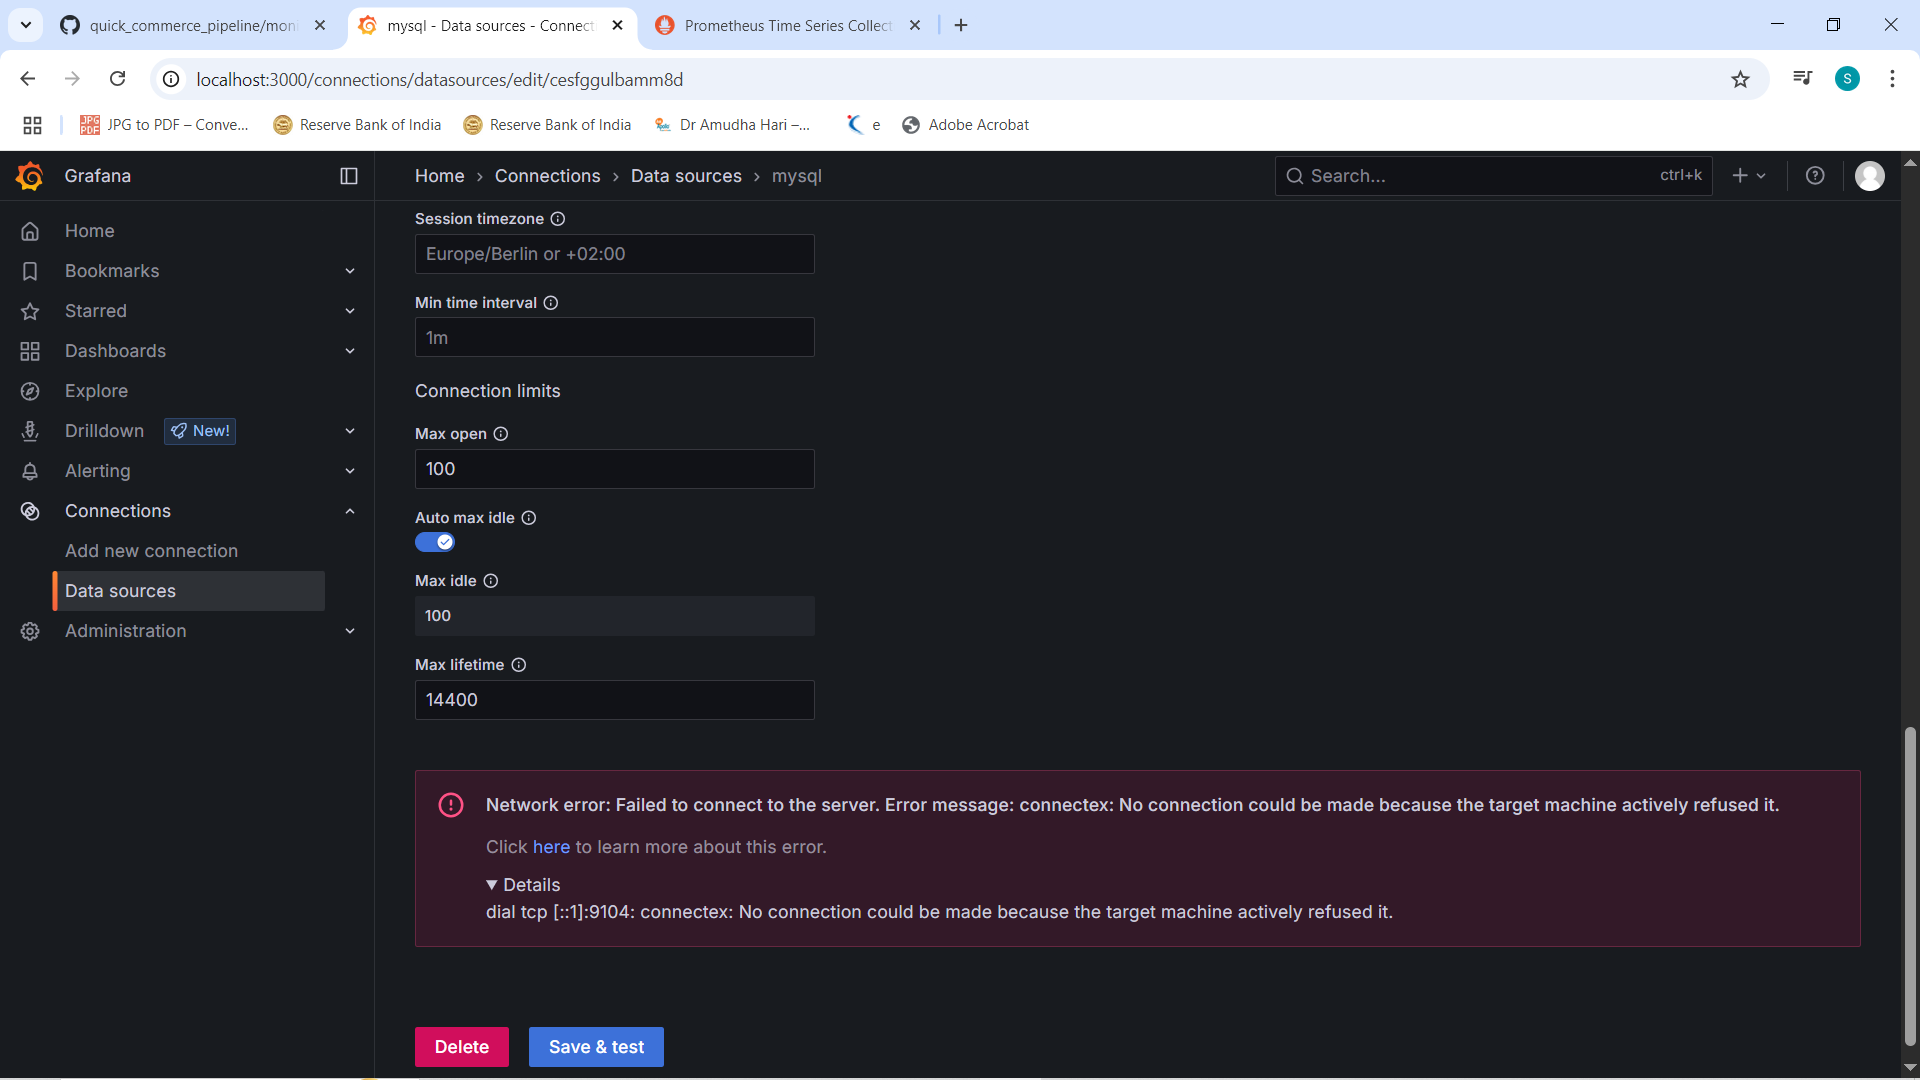 quick_commerce_pipeline/mon
mysql - Data sources - Connect
Prometheus Time Series Collect
localhost:3000/connections/datasources/edit/cesfggulbamm8d
S
JPG to PDF – Conve...
Reserve Bank of India
Reserve Bank of India
Dr Amudha Hari –...
e
Adobe Acrobat
Grafana
Home › Connections › Data sources › mysql
Search...
ctrl+k
Home
Bookmarks
Starred
Dashboards
Explore
Drilldown
New!
Alerting
Connections
Add new connection
Data sources
Administration
Session timezone
Europe/Berlin or +02:00
Min time interval
1m
Connection limits
Max open
100
Auto max idle
Max idle
100
Max lifetime
14400
Network error: Failed to connect to the server. Error message: connectex: No connection could be made because the target machine actively refused it.
Click here to learn more about this error.
Details
dial tcp [::1]:9104: connectex: No connection could be made because the target machine actively refused it.
Delete
Save & test